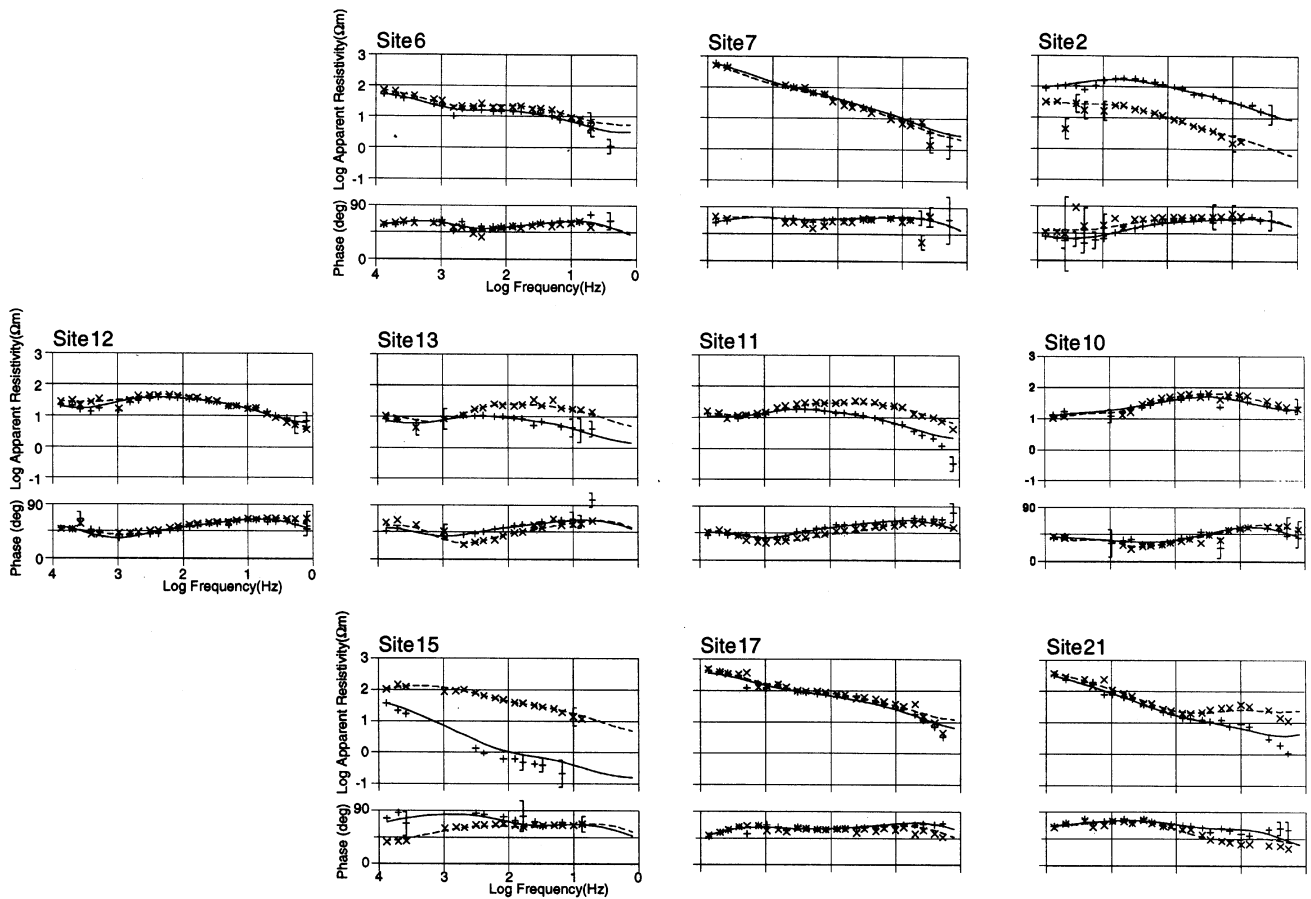 Site6
Site7
Site2
Log Apparent Resistivity(Ωm)
3
2
1
0
-1
Phase (deg)
90
0
4
3
2
1
0
Log Frequency(Hz)
Site12
Site13
Site11
Site10
Log Apparent Resistivity(Ωm)
3
2
1
0
-1
3
2
1
0
-1
Phase (deg)
90
0
90
0
4
3
2
1
0
Log Frequency(Hz)
Site15
Site17
Site21
Log Apparent Resistivity(Ωm)
3
2
1
0
-1
Phase (deg)
90
0
4
3
2
1
0
Log Frequency(Hz)